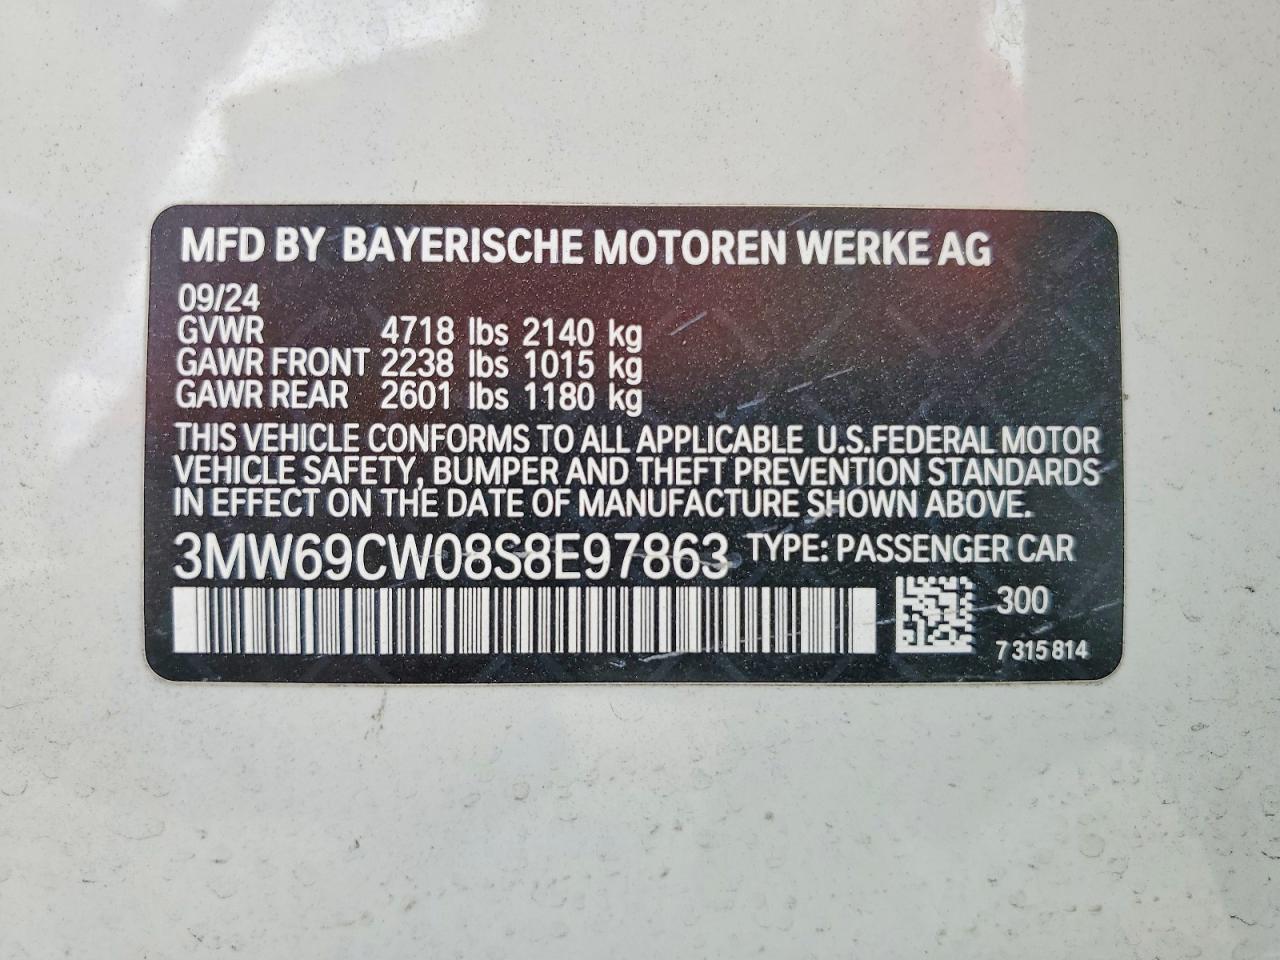 MFD BY BAYERISCHE MOTOREN WERKE AG
09/24
GVWR 4718 lbs 2140 kg
GAWR FRONT 2238 lbs 1015 kg
GAWR REAR 2601 lbs 1180 kg
THIS VEHICLE CONFORMS TO ALL APPLICABLE U.S.FEDERAL MOTOR
VEHICLE SAFETY, BUMPER AND THEFT PREVENTION STANDARDS
IN EFFECT ON THE DATE OF MANUFACTURE SHOWN ABOVE.
3MW69CW08S8E97863 TYPE: PASSENGER CAR
300
7 315 814